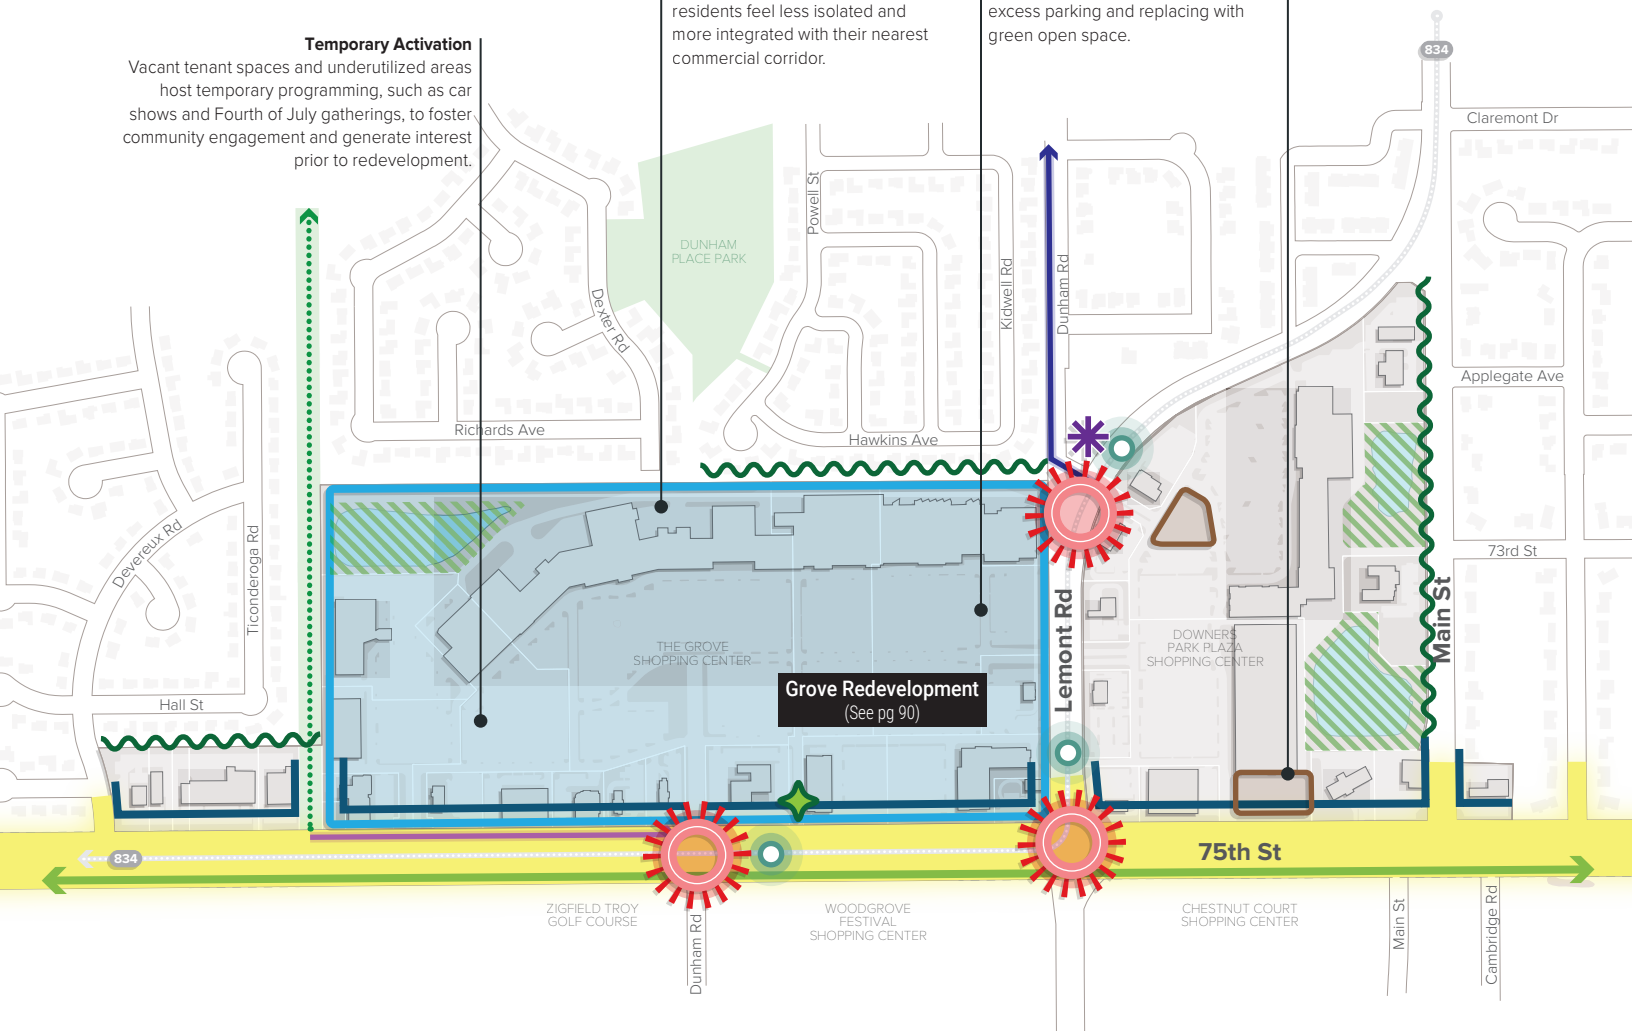 residents feel less isolated and
more integrated with their nearest
commercial corridor.
excess parking and replacing with
green open space.
Temporary Activation
Vacant tenant spaces and underutilized areas
host temporary programming, such as car
shows and Fourth of July gatherings, to foster
community engagement and generate interest
prior to redevelopment.
834
Claremont Dr
Powell St
DUNHAM
PLACE PARK
Kidwell Rd
Dunham Rd
Dexter Rd
Applegate Ave
Richards Ave
Hawkins Ave
Devereux Rd
Ticonderoga Rd
73rd St
Main St
Lemont Rd
THE GROVE
SHOPPING CENTER
DOWNERS
PARK PLAZA
SHOPPING CENTER
Grove Redevelopment
(See pg 90)
Hall St
834
75th St
ZIGFIELD TROY
GOLF COURSE
Dunham Rd
WOODGROVE
FESTIVAL
SHOPPING CENTER
CHESTNUT COURT
SHOPPING CENTER
Main St
Cambridge Rd